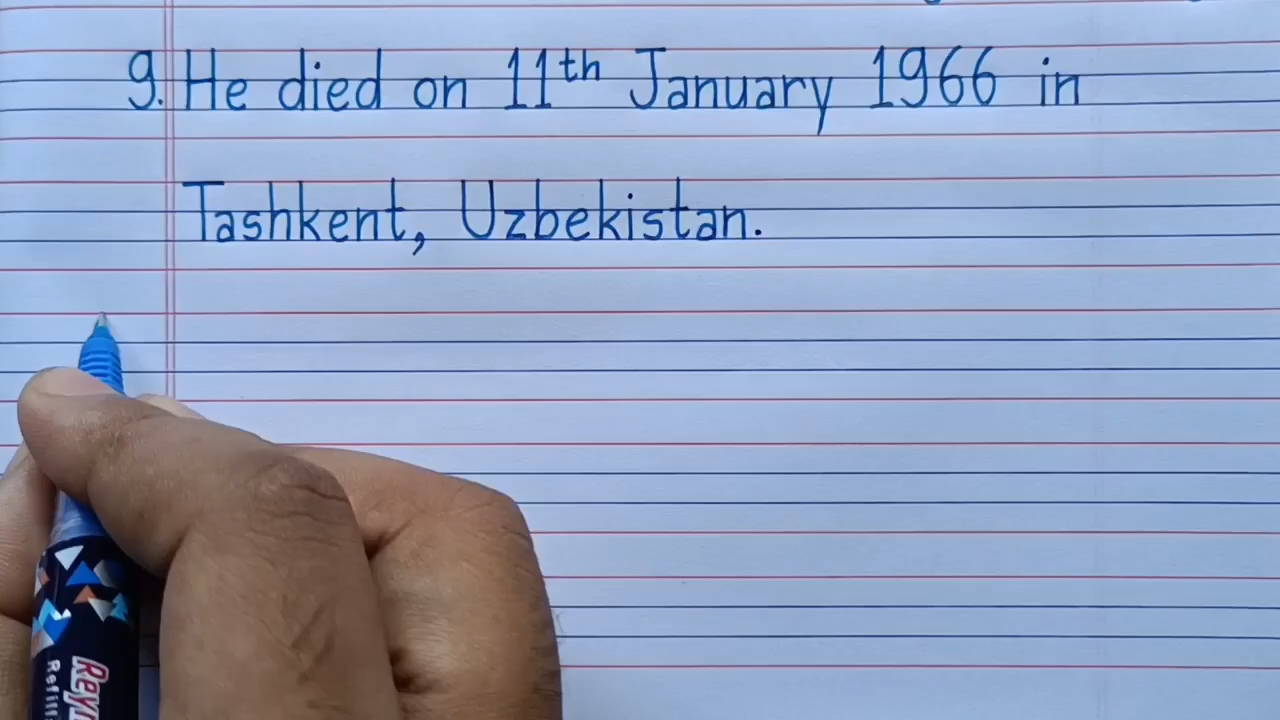 9. He died on 11th January 1966 in
Tashkent, Uzbekistan.